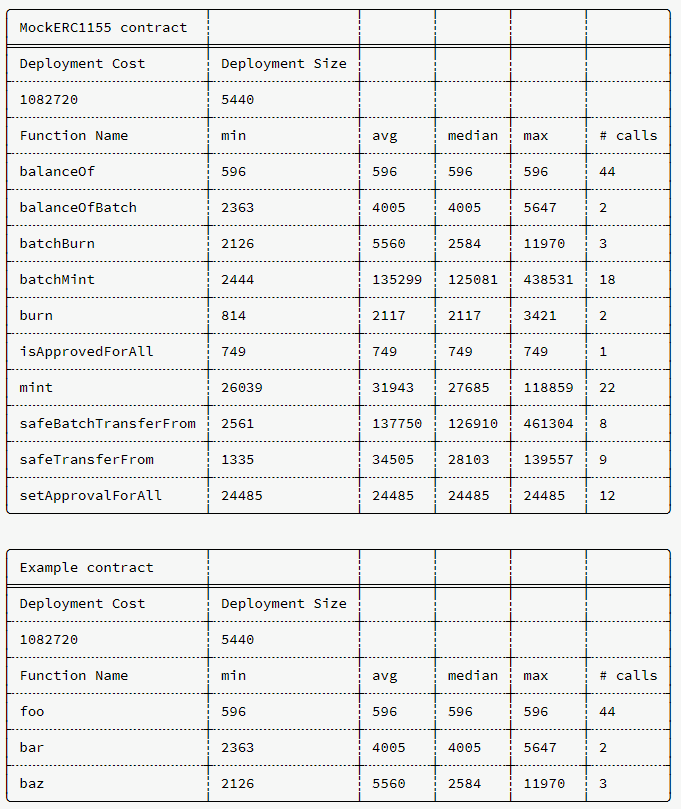 MockERC1155 contract
Deployment Cost Deployment Size
1082720 5440
Function Name min avg median max # calls
balanceOf 596 596 596 596 44
balanceOfBatch 2363 4005 4005 5647 2
batchBurn 2126 5560 2584 11970 3
batchMint 2444 135299 125081 438531 18
burn 814 2117 2117 3421 2
isApprovedForAll 749 749 749 749 1
mint 26039 31943 27685 118859 22
safeBatchTransferFrom 2561 137750 126910 461304 8
safeTransferFrom 1335 34505 28103 139557 9
setApprovalForAll 24485 24485 24485 24485 12
Example contract
Deployment Cost Deployment Size
1082720 5440
Function Name min avg median max # calls
foo 596 596 596 596 44
bar 2363 4005 4005 5647 2
baz 2126 5560 2584 11970 3